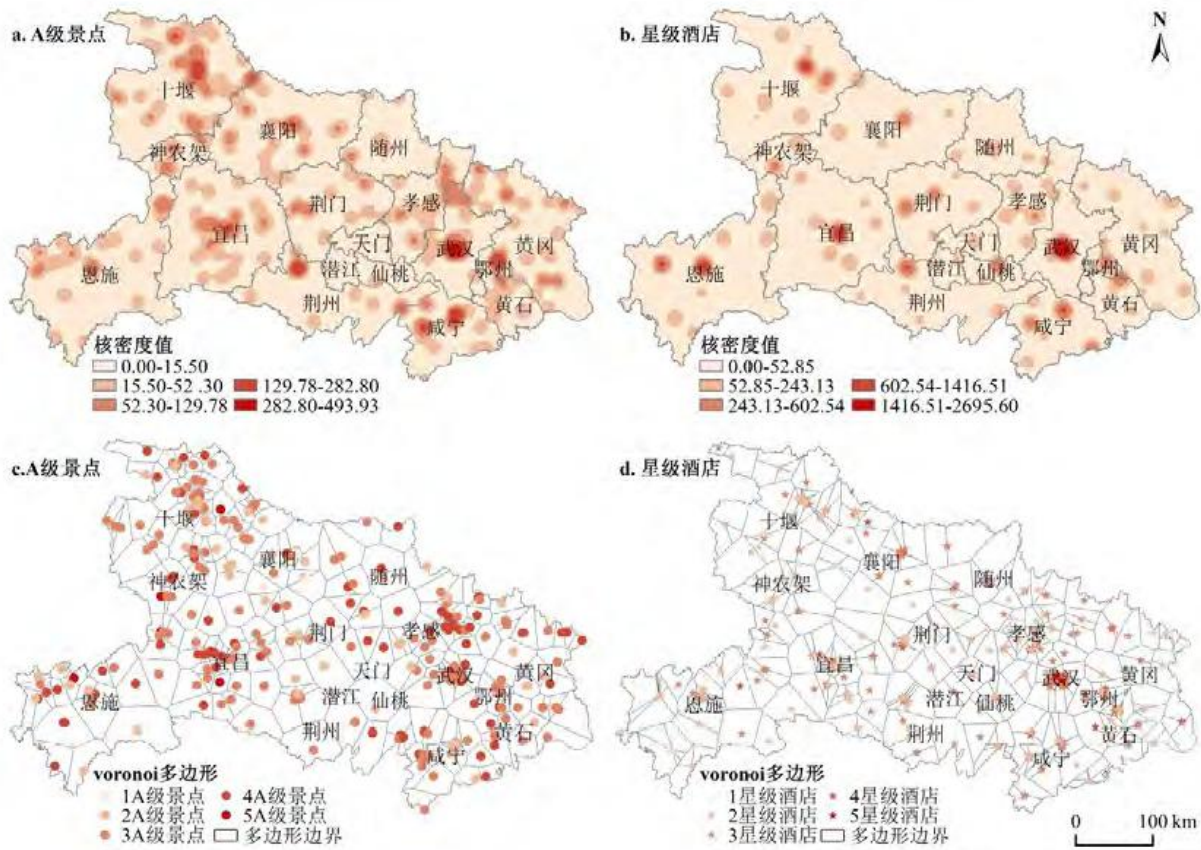 a. A级景点
十堰
襄阳
随州
神农架
荆门
孝感
宜昌
天门
武汉
黄冈
恩施
潜江
仙桃
鄂州
荆州
黄石
咸宁
核密度值
0.00-15.50
15.50-52 .30
129.78-282.80
52.30-129.78
282.80-493.93
b. 星级酒店
N
十堰
襄阳
随州
神农架
荆门
孝感
宜昌
天门
武汉
黄冈
恩施
潜江
仙桃
鄂州
荆州
黄石
咸宁
核密度值
0.00-52.85
52.85-243.13
602.54-1416.51
243.13-602.54
1416.51-2695.60
c.A级景点
十堰
襄阳
随州
神农架
荆门
孝感
宜昌
天门
武汉
黄冈
恩施
潜江
仙桃
鄂州
荆州
黄石
咸宁
voronoi多边形
1A级景点
4A级景点
2A级景点
5A级景点
3A级景点
多边形边界
d. 星级酒店
十堰
襄阳
随州
神农架
荆门
孝感
宜昌
天门
武汉
黄冈
恩施
潜江
仙桃
鄂州
荆州
黄石
咸宁
voronoi多边形
1星级酒店
4星级酒店
2星级酒店
5星级酒店
3星级酒店
多边形边界
0
100 km